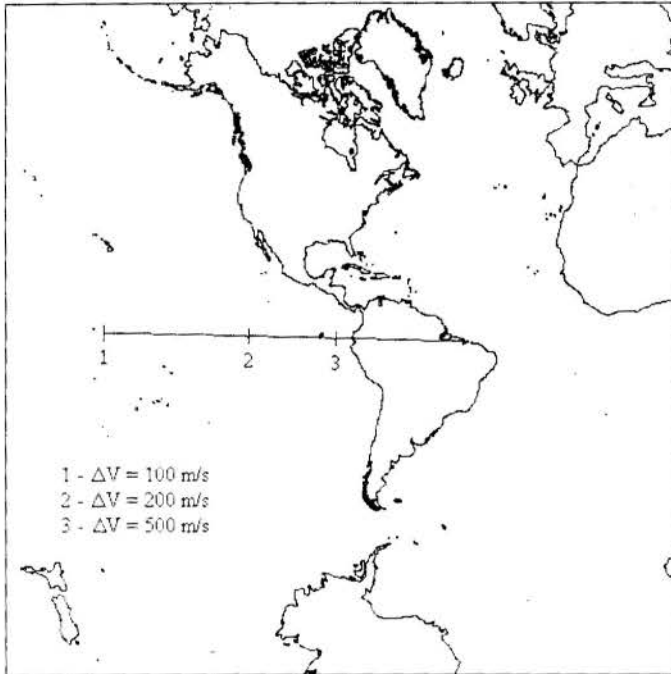 1 2 3
1 - ΔV = 100 m/s
2 - ΔV = 200 m/s
3 - ΔV = 500 m/s